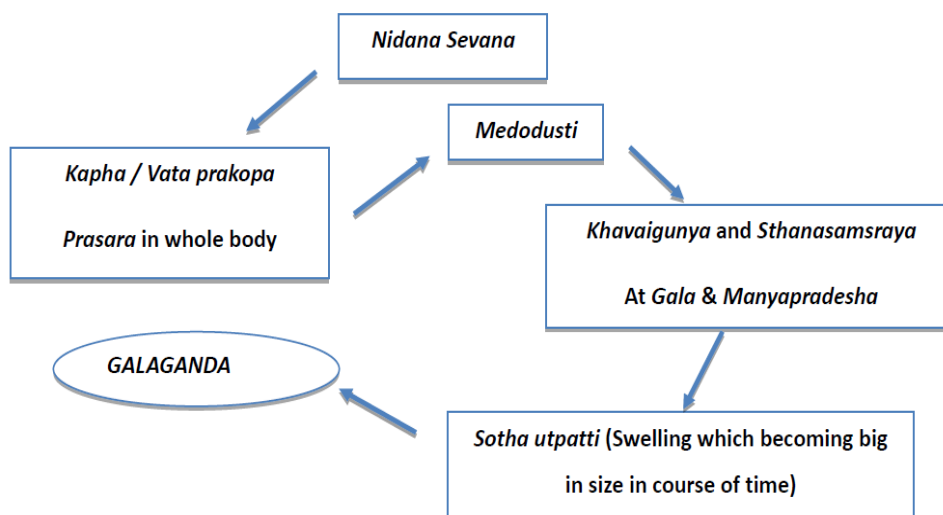 Nidana Sevana
Kapha / Vata prakopa
Prasara in whole body
Medodusti
Khavaigunya and Sthanasamsraya
At Gala & Manyapradesha
Sotha utpatti (Swelling which becoming big
in size in course of time)
GALAGANDA